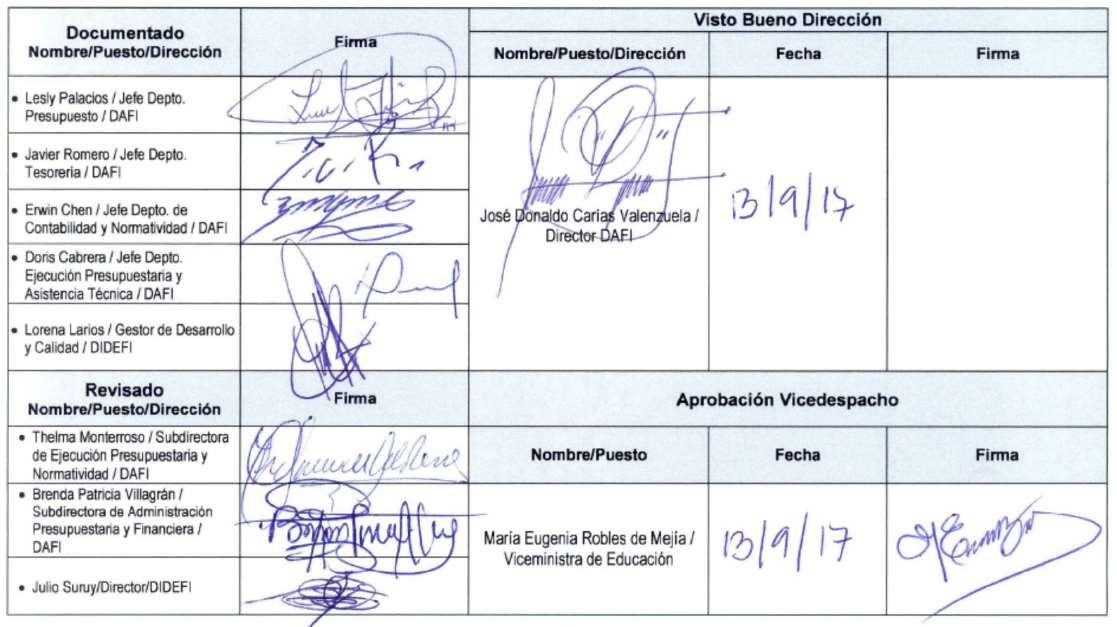 Documentado
Nombre/Puesto/Dirección
Firma
Visto Bueno Dirección
Nombre/Puesto/Dirección
Fecha
Firma
• Lesly Palacios / Jefe Depto.
Presupuesto / DAFI
• Javier Romero / Jefe Depto.
Tesorería / DAFI
• Erwin Chen / Jefe Depto. de
Contabilidad y Normatividad / DAFI
• Doris Cabrera / Jefe Depto.
Ejecución Presupuestaria y
Asistencia Técnica / DAFI
• Lorena Larios / Gestor de Desarrollo
y Calidad / DIDEFI
José Donaldo Carías Valenzuela /
Director DAFI
13/9/17
Revisado
Nombre/Puesto/Dirección
Firma
Aprobación Vicedespacho
Nombre/Puesto
Fecha
Firma
• Thelma Monterroso / Subdirectora
de Ejecución Presupuestaria y
Normatividad / DAFI
• Brenda Patricia Villagrán /
Subdirectora de Administración
Presupuestaria y Financiera /
DAFI
• Julio Suruy/Director/DIDEFI
María Eugenia Robles de Mejía /
Viceministra de Educación
13/9/17